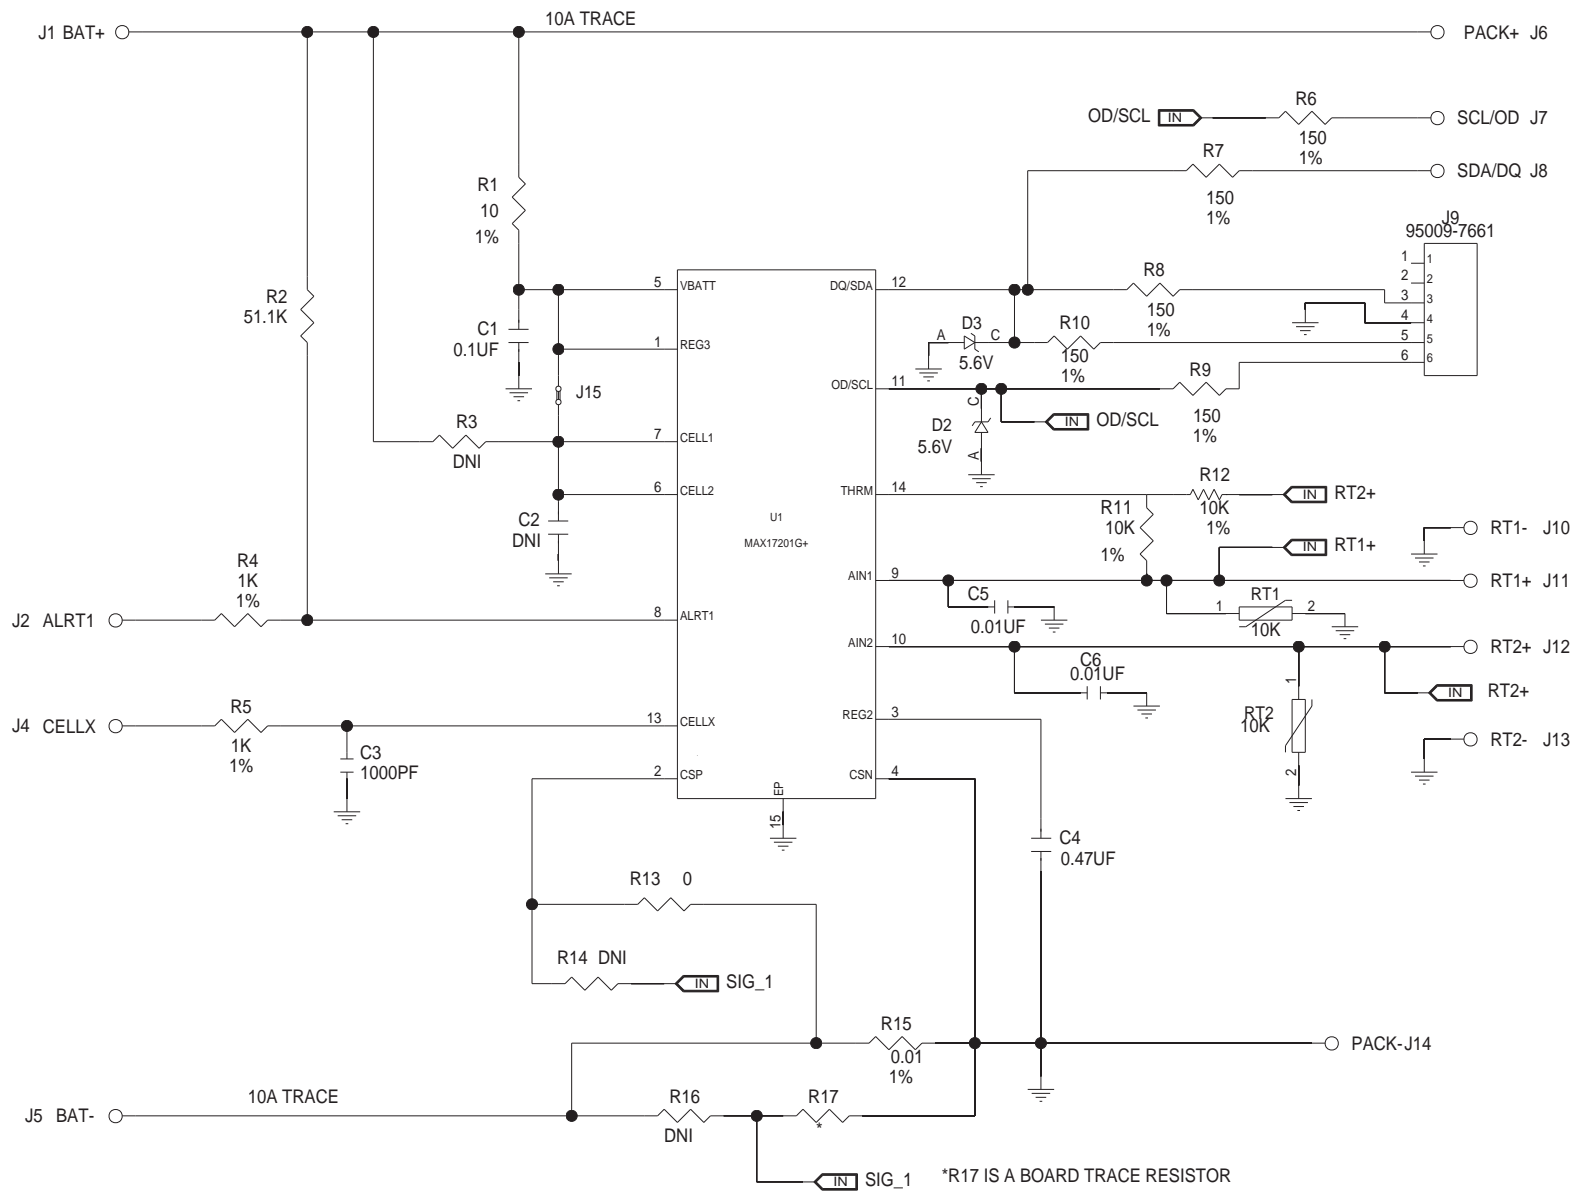 10A TRACE
J1 BAT+
PACK+ J6
R6
OD/SCL IN
SCL/OD J7
150
1%
R7
SDA/DQ J8
150
1%
R1
10
1%
J9
95009-7661
1 1
2 2
3 3
4 4
5 5
6 6
5 VBATT
DQ/SDA 12
R8
150
1%
R2
51.1K
C1
0.1UF
D3
A C
5.6V
R10
150
1%
1 REG3
J15
OD/SCL 11
R9
150
1%
C
D2
5.6V
A
IN OD/SCL
R3
DNI
7 CELL1
6 CELL2
THRM 14
R12
10K
1%
IN RT2+
R11
10K
1%
C2
DNI
U1
MAX17201G+
RT1- J10
IN RT1+
R4
1K
1%
AIN1 9
RT1+ J11
C5
0.01UF
RT1
1 2
10K
J2 ALRT1
8 ALRT1
AIN2 10
RT2+ J12
C6
0.01UF
1
RT2
10K
2
IN RT2+
R5
1K
1%
J4 CELLX
13 CELLX
REG2 3
RT2- J13
C3
1000PF
2 CSP
CSN 4
EP
15
C4
0.47UF
R13 0
R14 DNI
IN SIG_1
R15
0.01
1%
PACK- J14
10A TRACE
J5 BAT-
R16
DNI
R17
*
IN SIG_1
*R17 IS A BOARD TRACE RESISTOR